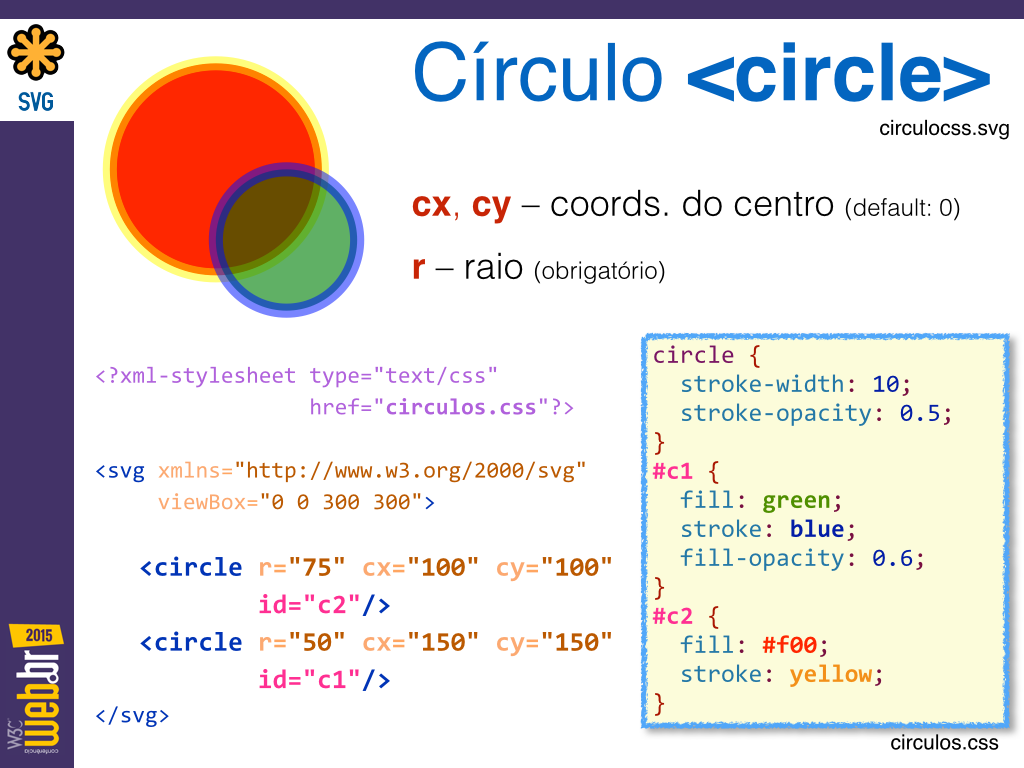 SVG
Círculo <circle>
circulocss.svg
cx, cy – coords. do centro (default: 0)
r – raio (obrigatório)
<?xml-stylesheet type="text/css"
href="circulos.css"?>
<svg xmlns="http://www.w3.org/2000/svg"
viewBox="0 0 300 300">
<circle r="75" cx="100" cy="100"
id="c2"/>
<circle r="50" cx="150" cy="150"
id="c1"/>
</svg>
circle {
stroke-width: 10;
stroke-opacity: 0.5;
}
#c1 {
fill: green;
stroke: blue;
fill-opacity: 0.6;
}
#c2 {
fill: #f00;
stroke: yellow;
}
circulos.css
2015
W3C
conferência
web.br